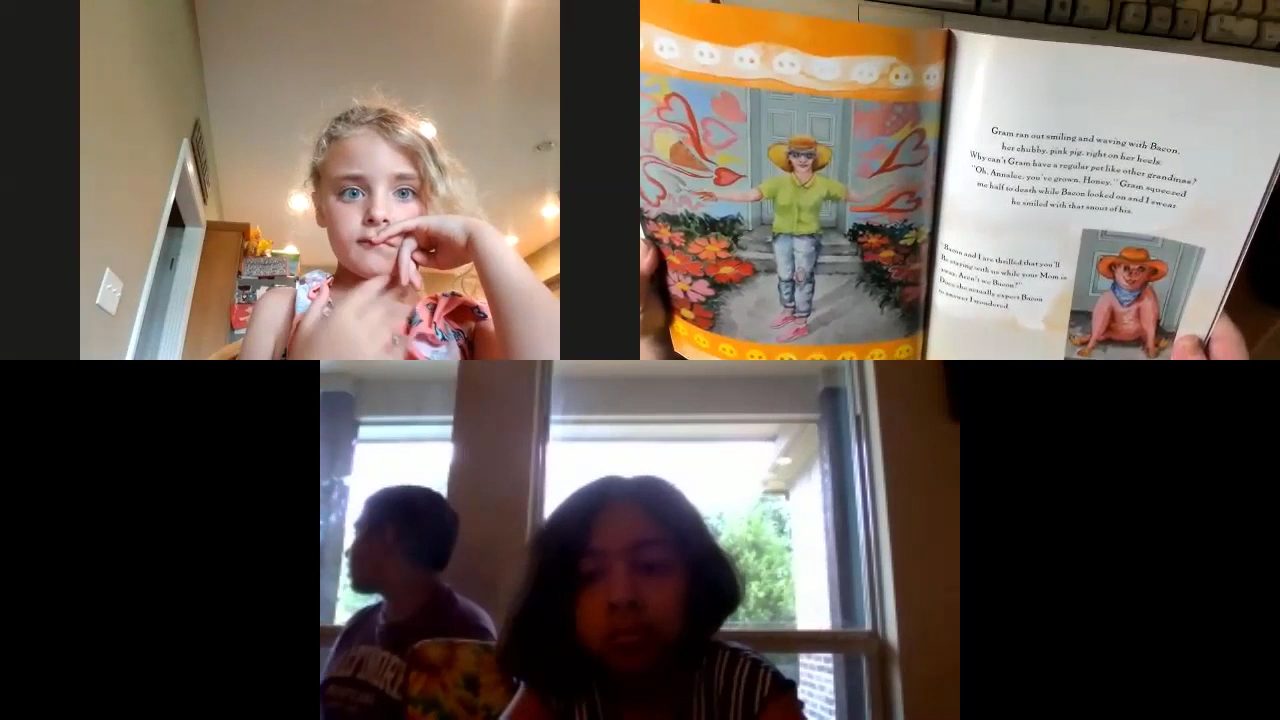 Gram ran out smiling and waving with Bacon,
her chubby, pink pig, right on her heels.
Why can't Gram have a regular pet like other grandmas?
"Oh, Annalee, you've grown, Honey," Gram squeezed
me half to death while Bacon looked on and I swear
he smiled with that snout of his.
"Bacon and I are thrilled that you'll
Be staying with us while your Mom is
away. Aren't we Bacon?"
Does she actually expect Bacon
to answer I wondered.